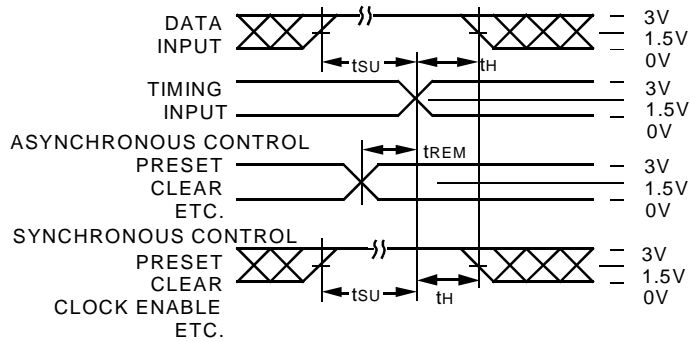 DATA
INPUT
3V
1.5V
0V
tSU
tH
TIMING
INPUT
3V
1.5V
0V
ASYNCHRONOUS CONTROL
tREM
PRESET
CLEAR
ETC.
3V
1.5V
0V
SYNCHRONOUS CONTROL
PRESET
CLEAR
CLOCK ENABLE
ETC.
3V
1.5V
0V
tSU
tH